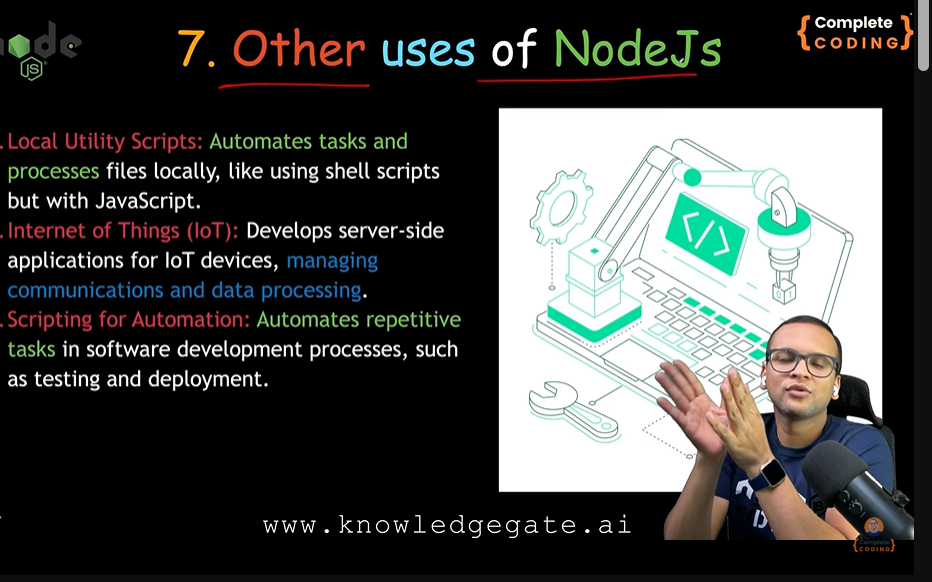 node
JS
7. Other uses of NodeJs
{Complete
CODING}
Local Utility Scripts: Automates tasks and
processes files locally, like using shell scripts
but with JavaScript.
Internet of Things (IoT): Develops server-side
applications for IoT devices, managing
communications and data processing.
Scripting for Automation: Automates repetitive
tasks in software development processes, such
as testing and deployment.
</>
www.knowledgegate.ai
{Complete
CODING}